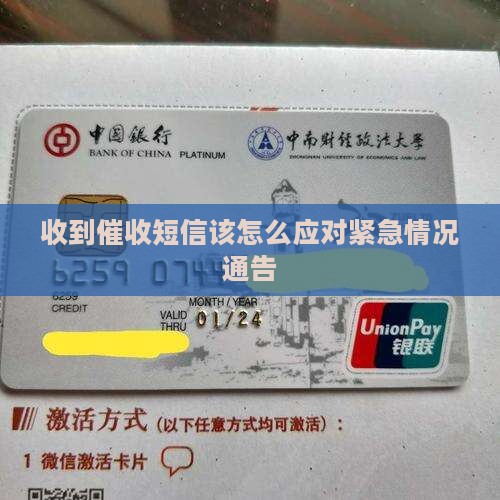 中国银行
BANK OF CHINA PLATINUM
中南财经政法大学
ZHONGNAN UNIVERSITY OF ECONOMICS AND LAW
收到催收短信该怎么应对紧急情况
通告
6259 074
6259
CREDIT
MONTH / YEAR
VALID THRU 01/24
UnionPay
银联
激活方式(以下任意方式均可激活):
1 微信激活卡片